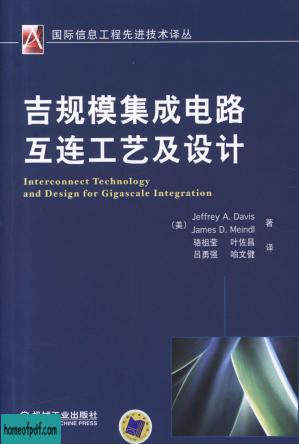 国际信息工程先进技术译丛
吉规模集成电路
互连工艺及设计
Interconnect Technology
and Design for Gigascale Integration
(美) Jeffrey A. Davis
James D. Meindl 著
骆祖莹 叶佐昌
吕勇强 喻文健 译
机械工业出版社
CHINA MACHINE PRESS
homeofpdf.com